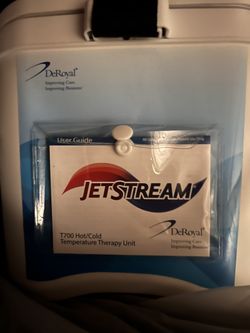 DeRoyal
Improving Care.
Improving Business.
User Guide
JETSTREAM
T700 Hot/Cold
Temperature Therapy Unit
DeRoyal
Improving Care.
Improving Business.